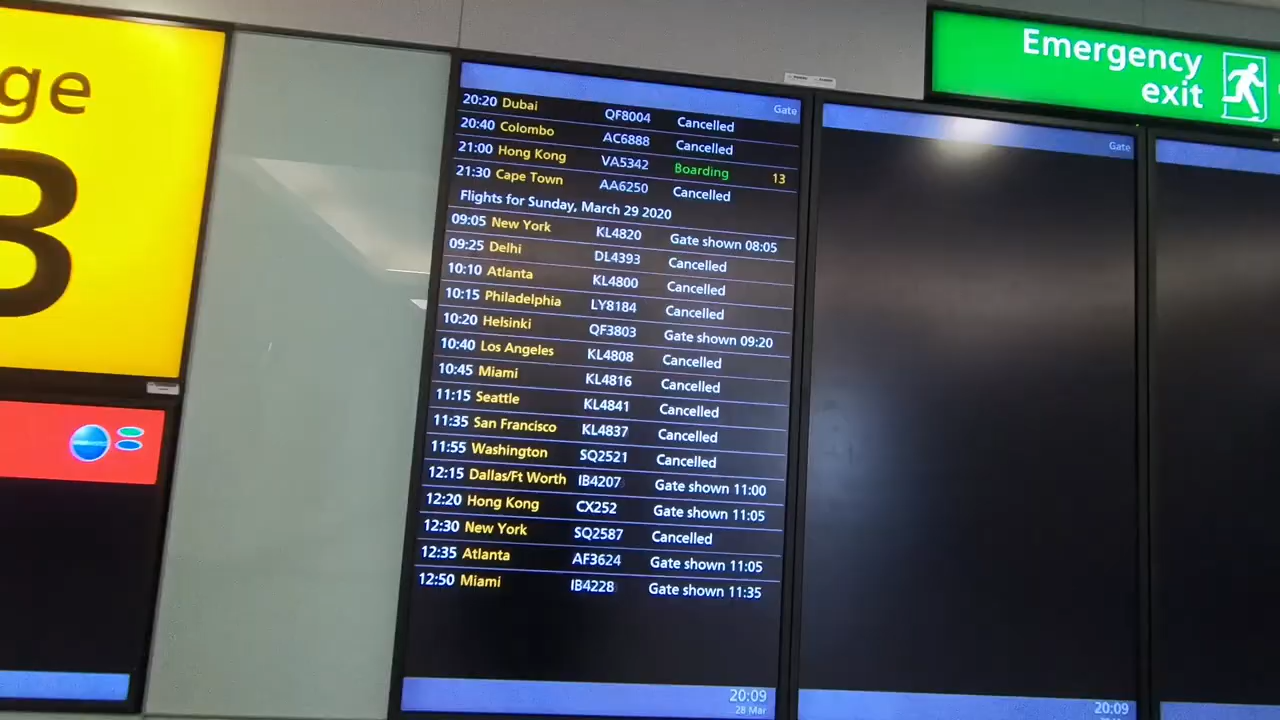 ge
B
Emergency
exit
Gate
20:20 Dubai QF8004 Cancelled
20:40 Colombo AC6888 Cancelled
21:00 Hong Kong VA5342 Boarding 13
21:30 Cape Town AA6250 Cancelled
Flights for Sunday, March 29 2020
09:05 New York KL4820 Gate shown 08:05
09:25 Delhi DL4393 Cancelled
10:10 Atlanta KL4800 Cancelled
10:15 Philadelphia LY8184 Cancelled
10:20 Helsinki QF3803 Gate shown 09:20
10:40 Los Angeles KL4808 Cancelled
10:45 Miami KL4816 Cancelled
11:15 Seattle KL4841 Cancelled
11:35 San Francisco KL4837 Cancelled
11:55 Washington SQ2521 Cancelled
12:15 Dallas/Ft Worth IB4207 Gate shown 11:00
12:20 Hong Kong CX252 Gate shown 11:05
12:30 New York SQ2587 Cancelled
12:35 Atlanta AF3624 Gate shown 11:05
12:50 Miami IB4228 Gate shown 11:35
20:09
28 Mar
Gate
20:09